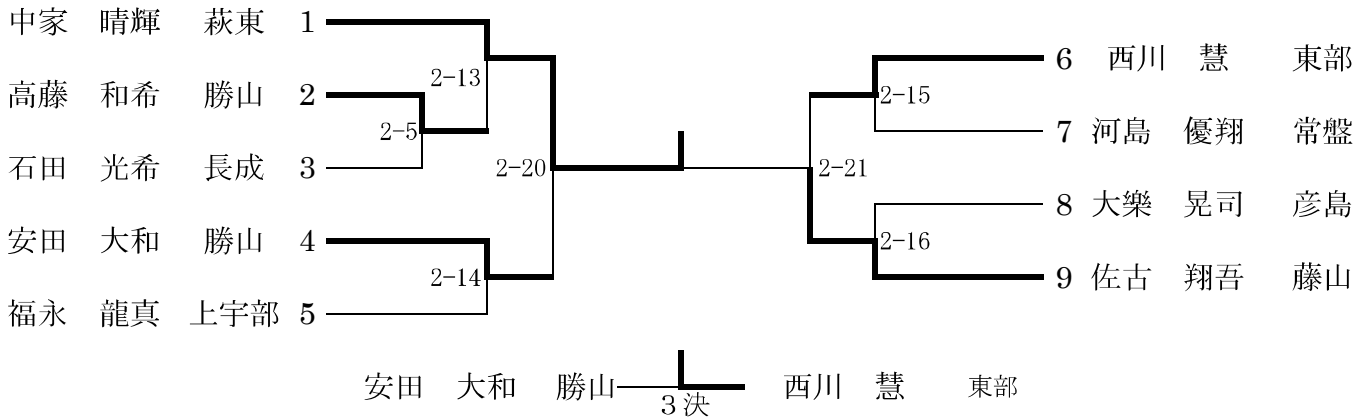 中家 晴輝 萩東 1
2-13
高藤 和希 勝山 2
2-5
石田 光希 長成 3
2-20
安田 大和 勝山 4
2-14
福永 龍真 上宇部 5
6 西川 慧 東部
2-15
7 河島 優翔 常盤
2-21
8 大樂 晃司 彦島
2-16
9 佐古 翔吾 藤山
安田 大和 勝山 西川 慧 東部
3決